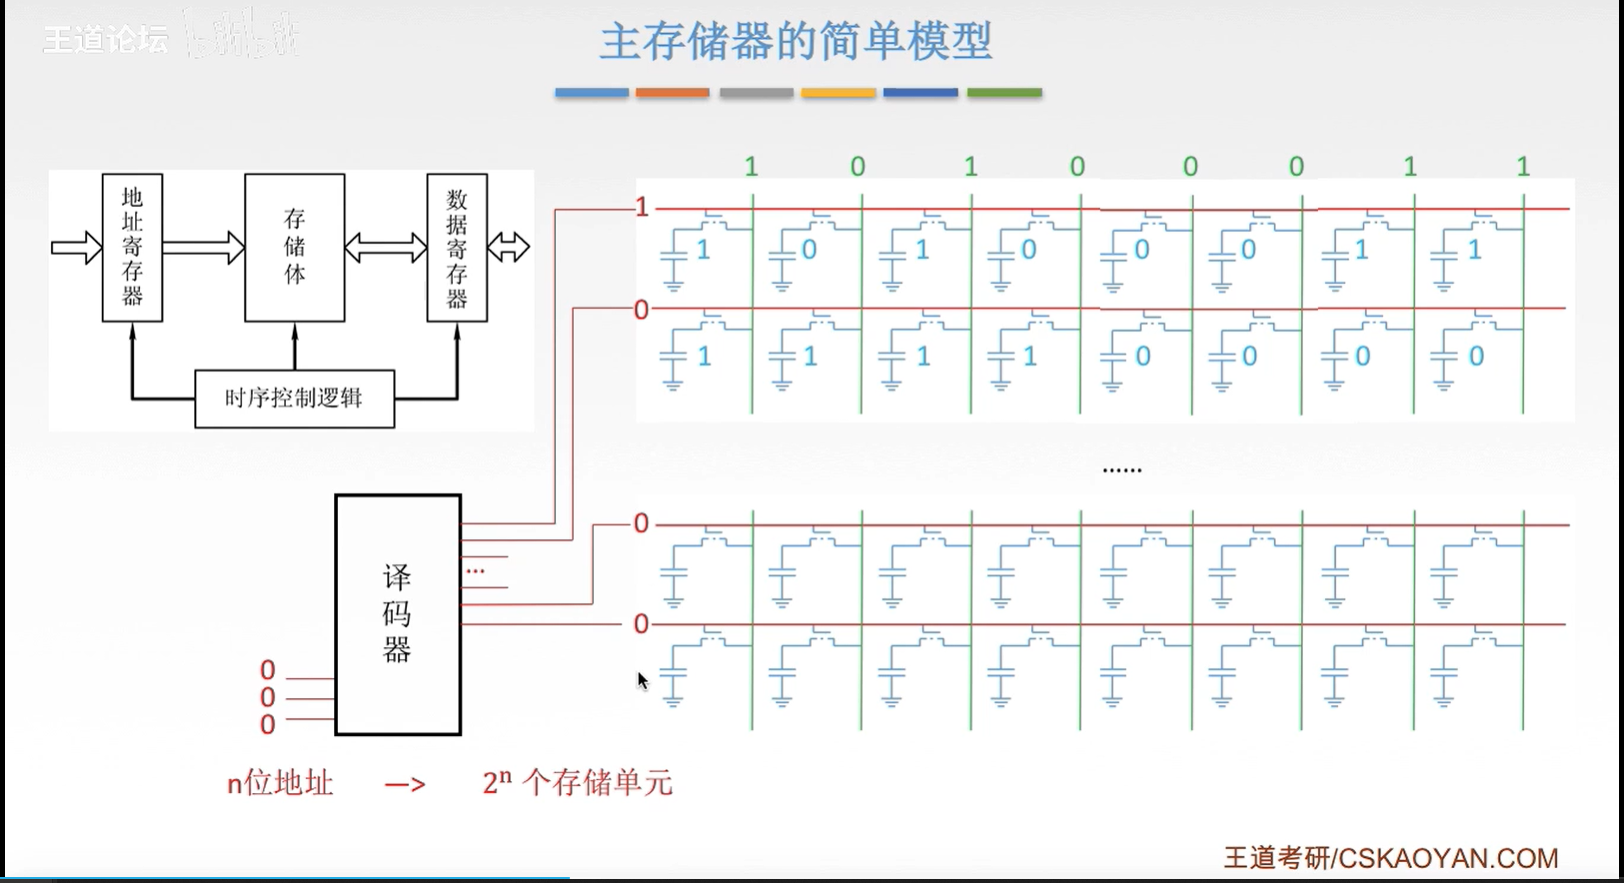 王道论坛 bilibili
主存储器的简单模型
地址寄存器
存储体
数据寄存器
时序控制逻辑
1 0 1 0 0 0 1 1
1
1 0 1 0 0 0 1 1
0
1 1 1 1 0 0 0 0
......
0
0
译码器
...
0
0
0
n位地址 —> 2ⁿ 个存储单元
王道考研/CSKAOYAN.COM